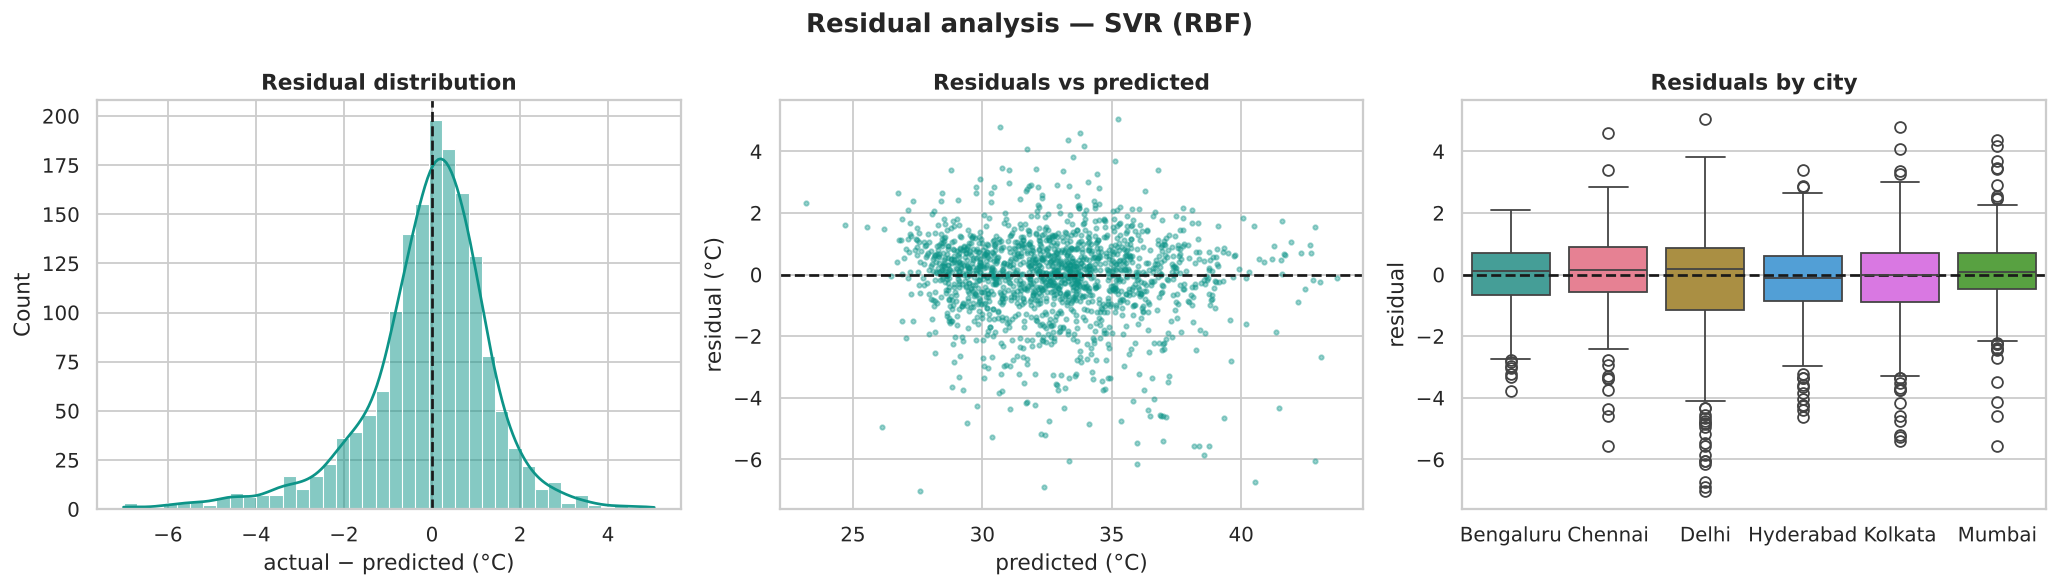 Residual analysis — SVR (RBF)
Residual distribution
200
175
150
125
100
75
50
25
0
Count
−6
−4
−2
0
2
4
actual − predicted (°C)
Residuals vs predicted
4
2
0
−2
−4
−6
residual (°C)
25
30
35
40
predicted (°C)
Residuals by city
4
2
0
−2
−4
−6
residual
Bengaluru
Chennai
Delhi
Hyderabad
Kolkata
Mumbai